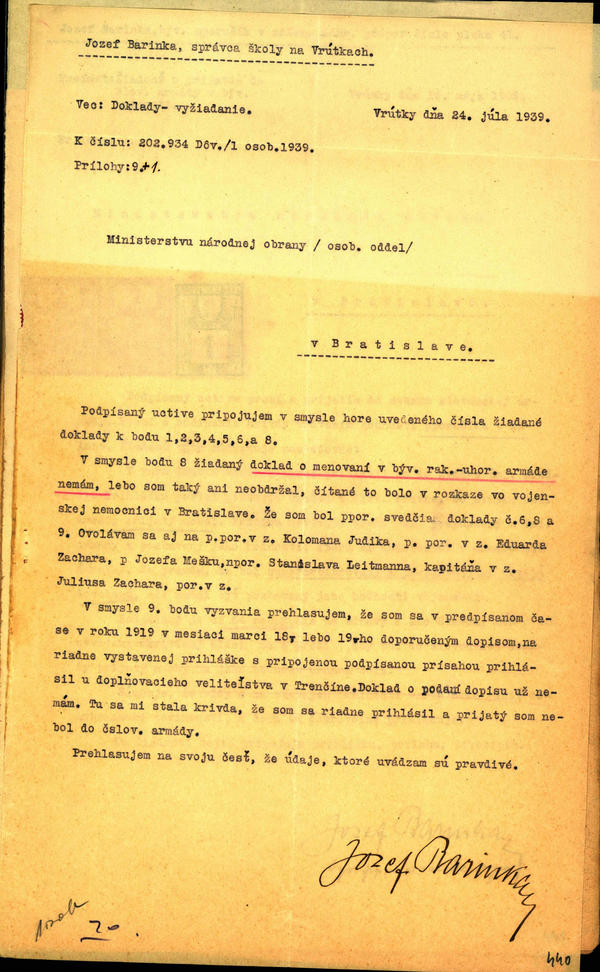 Jozef Barinka, správca školy na Vrútkach.
Vec: Doklady- vyžiadanie.
Vrútky dňa 24. júla 1939.
K číslu: 202.934 Dôv./1 osob.1939.
Prílohy:9.+1.
Ministerstvu národnej obrany / osob. oddel/
v Bratislave.
Podpísaný uctive pripojujem v smysle hore uvedeného čísla žiadané
doklady k bodu 1,2,3,4,5,6,a 8.
V smysle bodu 8 žiadaný doklad o menovaní v býv. rak.-uhor. armáde
nemám, lebo som taký ani neobdržal, čítané to bolo v rozkaze vo vojen-
skej nemocnici v Bratislave. Že som bol ppor. svedčia doklady č.6,8 a
9. Ovolávam sa aj na p.por.v z. Kolomana Judika, p. por. v z. Eduarda
Zachara, p Jozefa Mešku,npor. Stanislava Leitmanna, kapitáňa v z.
Juliusa Zachara, por.v z.
V smysle 9. bodu vyzvania prehlasujem, že som sa v predpísanom ča-
se v roku 1919 v mesiaci marci 18, lebo 19,ho doporučeným dopisom,na
riadne vystavenej prihláške s pripojenou podpísanou prísahou prihlá-
sil u doplňovacieho veliteľstva v Trenčíne.Doklad o podaní dopisu už ne-
mám. Tu sa mi stala krivda, že som sa riadne prihlásil a prijatý som ne-
bol do čslov. armády.
Prehlasujem na svoju česť, že údaje, ktoré uvádzam sú pravdivé.
Jozef Barinka
20.
440